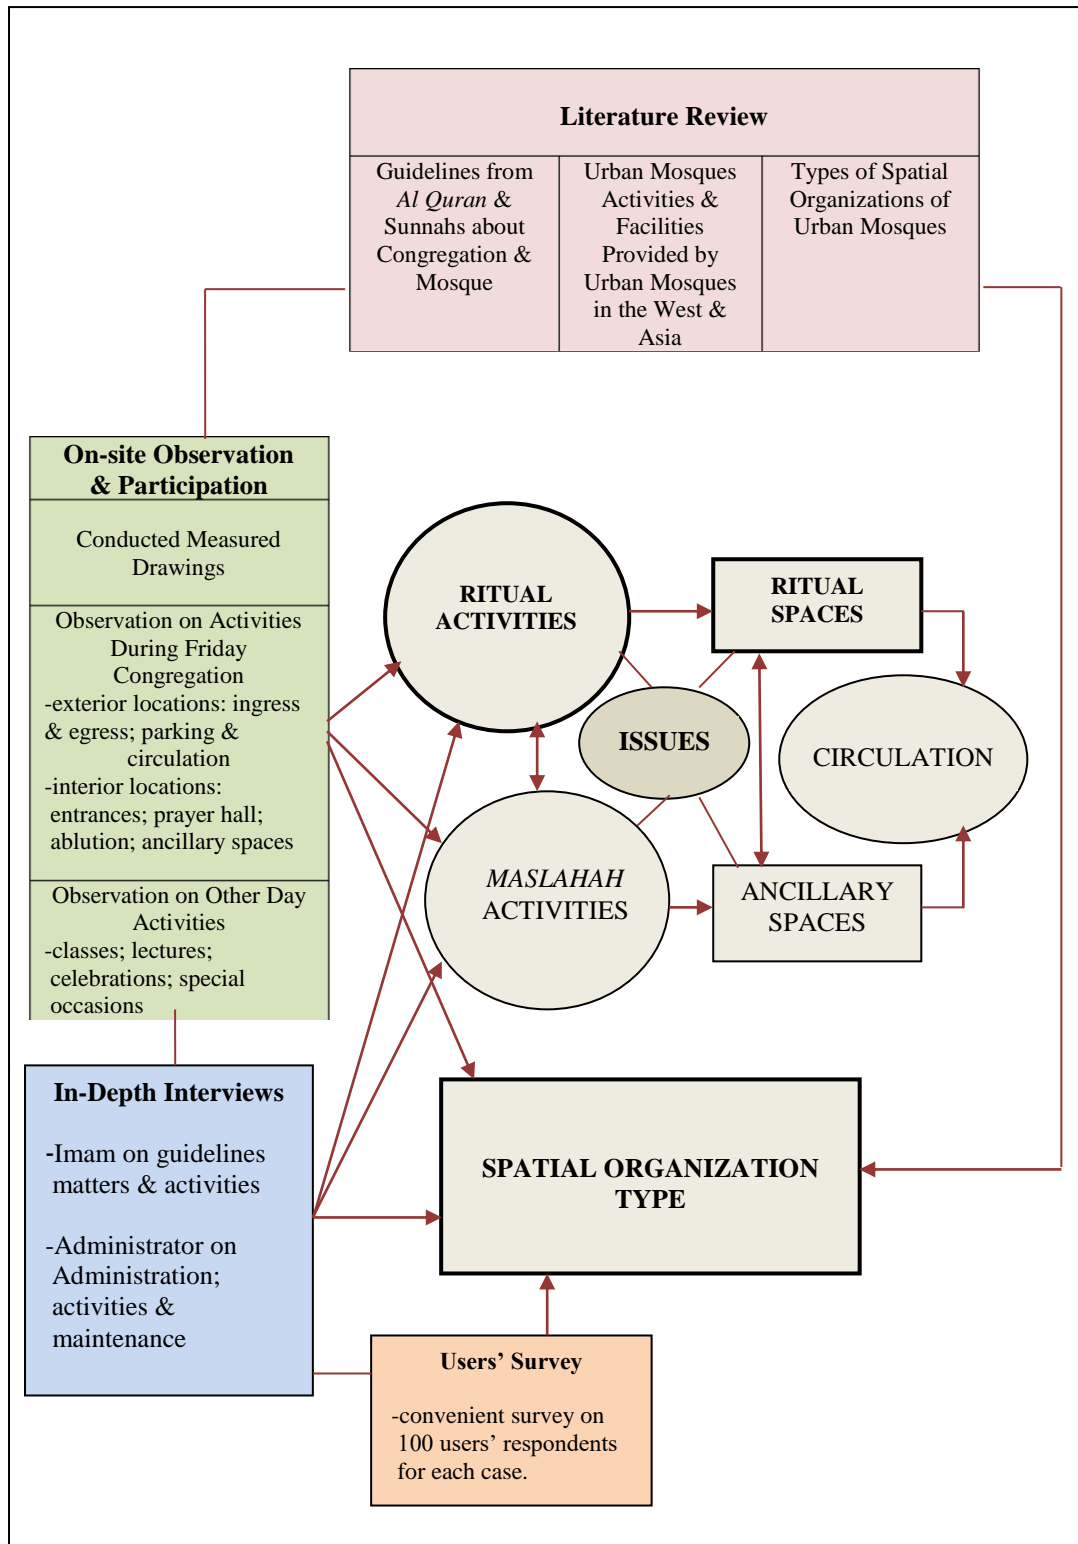 Literature Review
Guidelines from
Al Quran &
Sunnahs about
Congregation &
Mosque
Urban Mosques
Activities &
Facilities
Provided by
Urban Mosques
in the West &
Asia
Types of Spatial
Organizations of
Urban Mosques
On-site Observation
& Participation
Conducted Measured
Drawings
Observation on Activities
During Friday
Congregation
-exterior locations: ingress
& egress; parking &
circulation
-interior locations:
entrances; prayer hall;
ablution; ancillary spaces
Observation on Other Day
Activities
-classes; lectures;
celebrations; special
occasions
RITUAL
ACTIVITIES
RITUAL
SPACES
ISSUES
CIRCULATION
MASLAHAH
ACTIVITIES
ANCILLARY
SPACES
In-Depth Interviews
-Imam on guidelines
matters & activities
-Administrator on
Administration;
activities &
maintenance
SPATIAL ORGANIZATION
TYPE
Users’ Survey
-convenient survey on
100 users’ respondents
for each case.